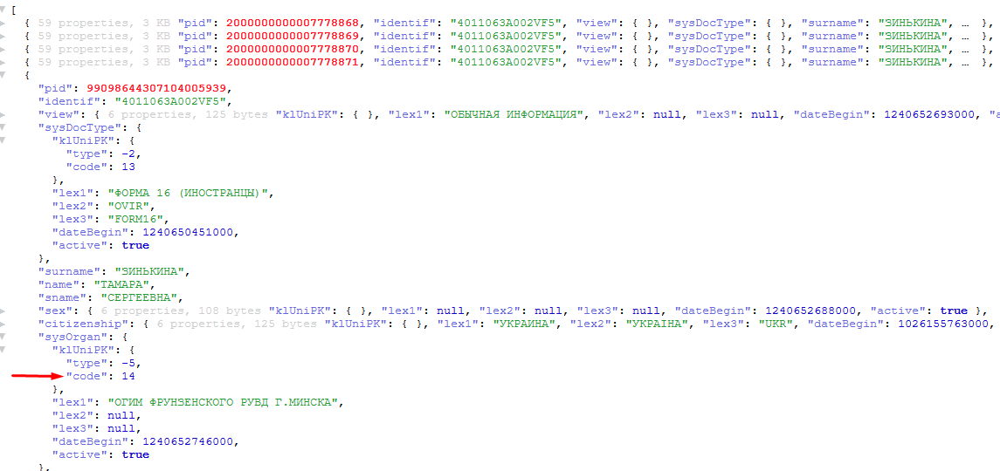 [
{ 59 properties, 3 KB "pid": 2000000000007778868, "identif": "4011063A002VF5", "view": { }, "sysDocType": { }, "surname": "ЗИНЬКИНА", … },
{ 59 properties, 3 KB "pid": 2000000000007778869, "identif": "4011063A002VF5", "view": { }, "sysDocType": { }, "surname": "ЗИНЬКИНА", … },
{ 59 properties, 3 KB "pid": 2000000000007778870, "identif": "4011063A002VF5", "view": { }, "sysDocType": { }, "surname": "ЗИНЬКИНА", … },
{ 59 properties, 3 KB "pid": 2000000000007778871, "identif": "4011063A002VF5", "view": { }, "sysDocType": { }, "surname": "ЗИНЬКИНА", … },
{
"pid": 99098644307104005939,
"identif": "4011063A002VF5",
"view": { 6 properties, 125 bytes "klUniPK": { }, "lex1": "ОБЫЧНАЯ ИНФОРМАЦИЯ", "lex2": null, "lex3": null, "dateBegin": 1240652693000, "a
"sysDocType": {
"klUniPK": {
"type": -2,
"code": 13
},
"lex1": "ФОРМА 16 (ИНОСТРАНЦЫ)",
"lex2": "OVIR",
"lex3": "FORM16",
"dateBegin": 1240650451000,
"active": true
},
"surname": "ЗИНЬКИНА",
"name": "ТАМАРА",
"sname": "СЕРГЕЕВНА",
"sex": { 6 properties, 108 bytes "klUniPK": { }, "lex1": null, "lex2": null, "lex3": null, "dateBegin": 1240652688000, "active": true },
"citizenship": { 6 properties, 125 bytes "klUniPK": { }, "lex1": "УКРАИНА", "lex2": "УКРАІНА", "lex3": "UKR", "dateBegin": 1026155763000,
"sysOrgan": {
"klUniPK": {
"type": -5,
"code": 14
},
"lex1": "ОГИМ ФРУНЗЕНСКОГО РУВД Г.МИНСКА",
"lex2": null,
"lex3": null,
"dateBegin": 1240652746000,
"active": true
},